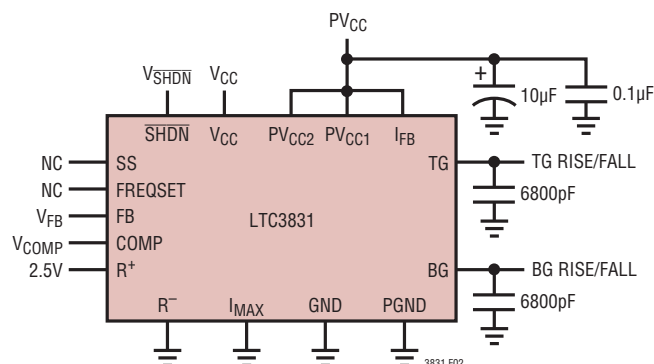 PVCC
+
10µF
0.1µF
VSHDN VCC
SHDN VCC PVCC2 PVCC1 IFB
NC SS TG TG RISE/FALL
NC FREQSET 6800pF
VFB FB LTC3831
VCOMP COMP
2.5V R+ BG BG RISE/FALL
6800pF
R– IMAX GND PGND
3831 F02